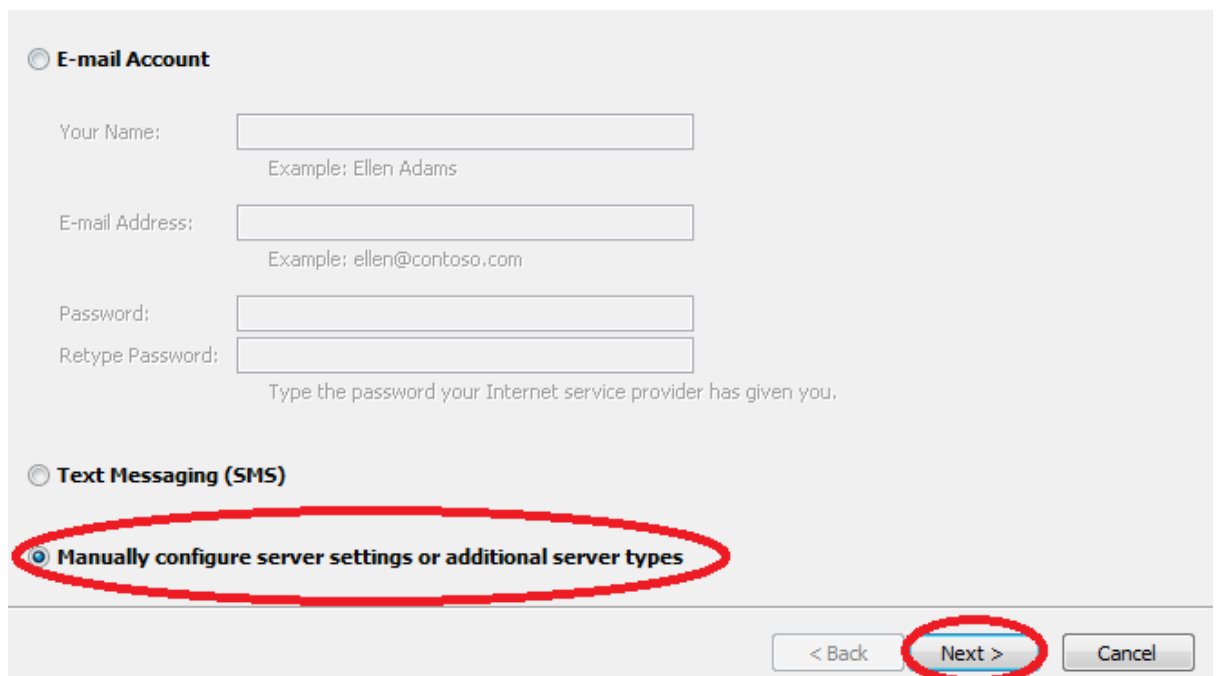 E-mail Account
Your Name:
Example: Ellen Adams
E-mail Address:
Example: ellen@contoso.com
Password:
Retype Password:
Type the password your Internet service provider has given you.
Text Messaging (SMS)
Manually configure server settings or additional server types
< Back Next > Cancel